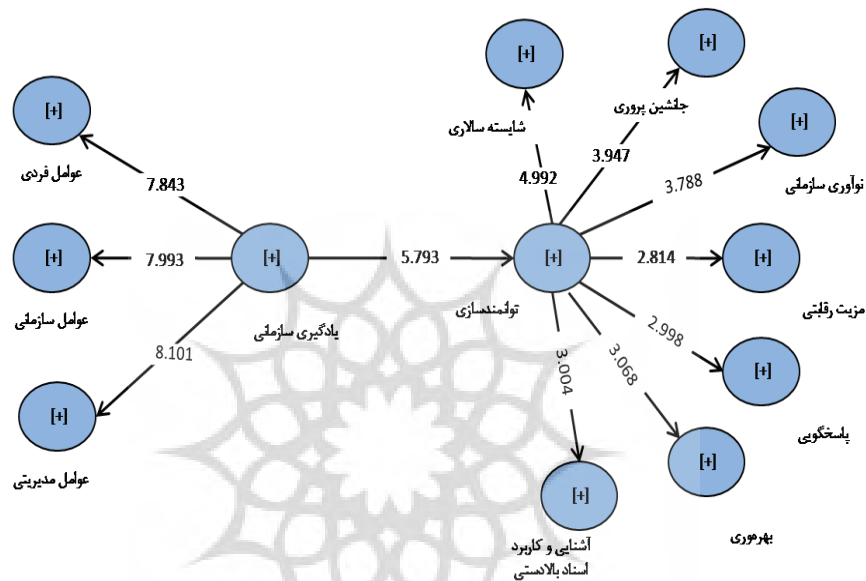 [+]
[+]
جانشین پروری
[+]
شایسته سالاری
3.947
4.992
[+]
نوآوری سازمانی
3.788
[+]
عوامل فردی
7.843
[+]
مزیت رقابتی
2.814
[+]
توانمندسازی
5.793
[+]
یادگیری سازمانی
7.993
[+]
عوامل سازمانی
2.998
[+]
پاسخگویی
3.068
3.004
8.101
[+]
عوامل مدیریتی
[+]
بهره‌وری
[+]
آشنایی و کاربرد
اسناد بالادستی